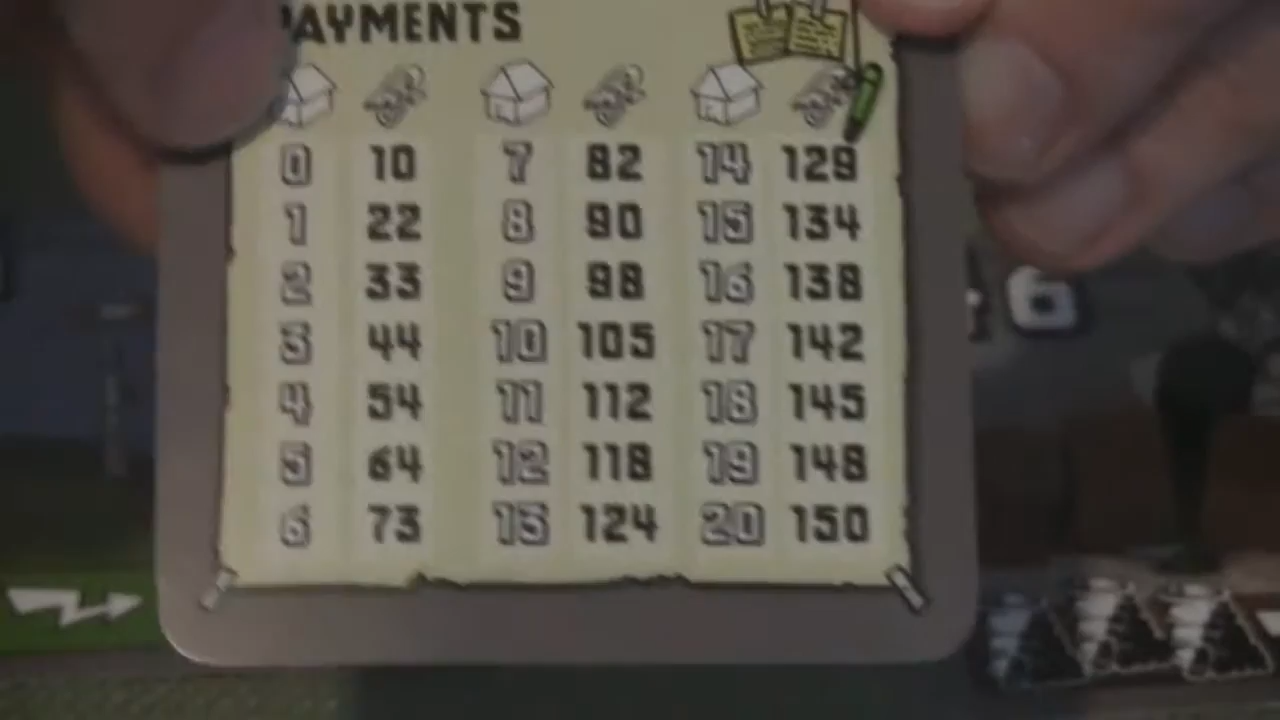 PAYMENTS
0 10 7 82 14 129
1 22 8 90 15 134
2 33 9 98 16 138
3 44 10 105 17 142
4 54 11 112 18 145
5 64 12 118 19 148
6 73 13 124 20 150
6